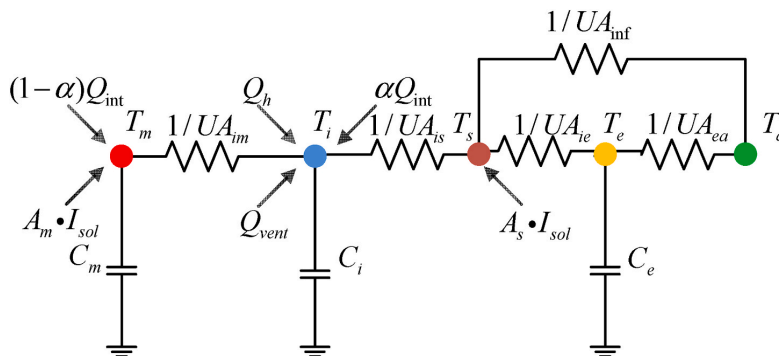 1/UA_inf
(1-α)Q_int
Q_h
αQ_int
T_m
1/UA_im
T_i
1/UA_is
T_s
1/UA_ie
T_e
1/UA_ea
A_m•I_sol
Q_vent
A_s•I_sol
C_m
C_i
C_e